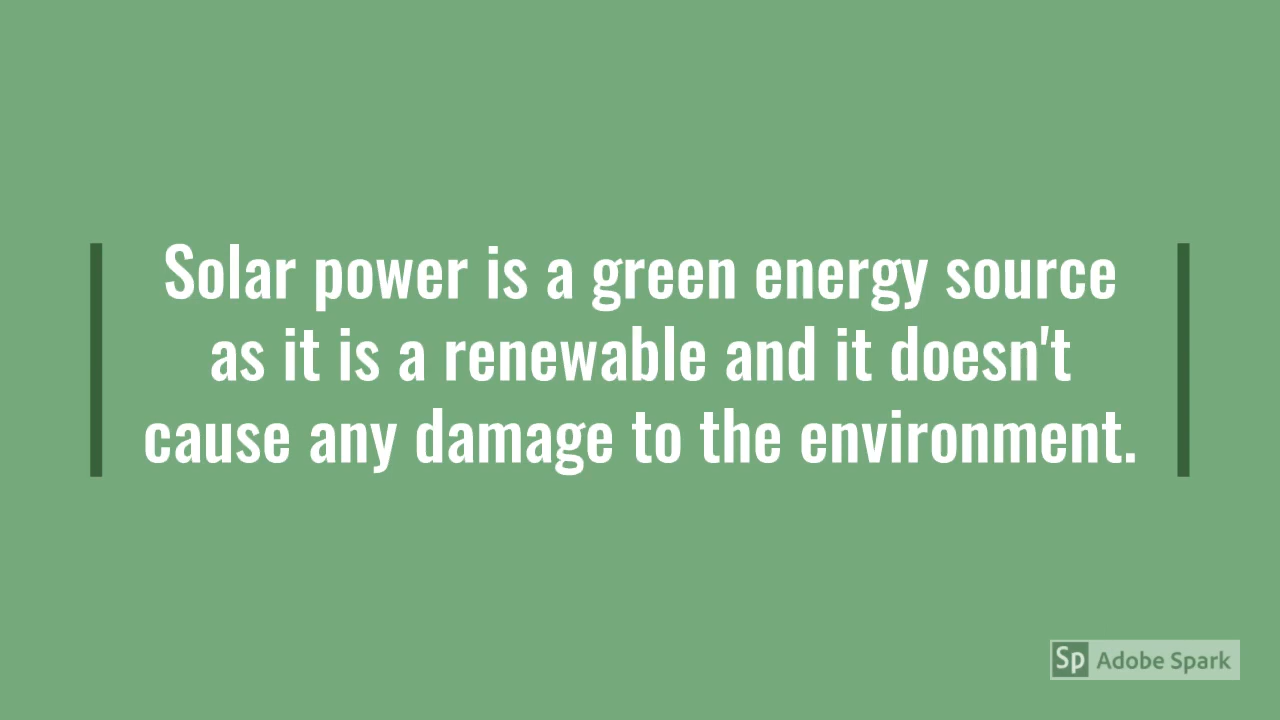 Solar power is a green energy source
as it is a renewable and it doesn't
cause any damage to the environment.
Sp Adobe Spark